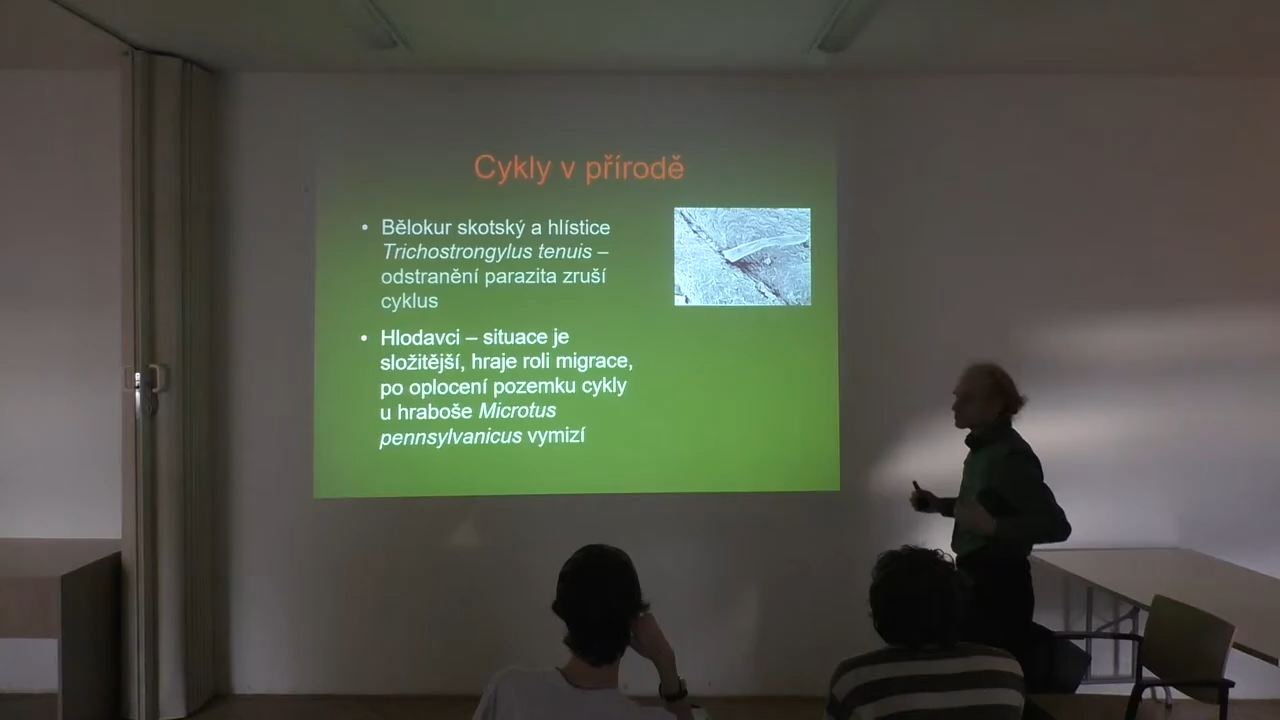 Cykly v přírodě
• Bělokur skotský a hlístice
Trichostrongylus tenuis –
odstranění parazita zruší
cyklus
• Hlodavci – situace je
složitější, hraje roli migrace,
po oplocení pozemku cykly
u hraboše Microtus
pennsylvanicus vymizí